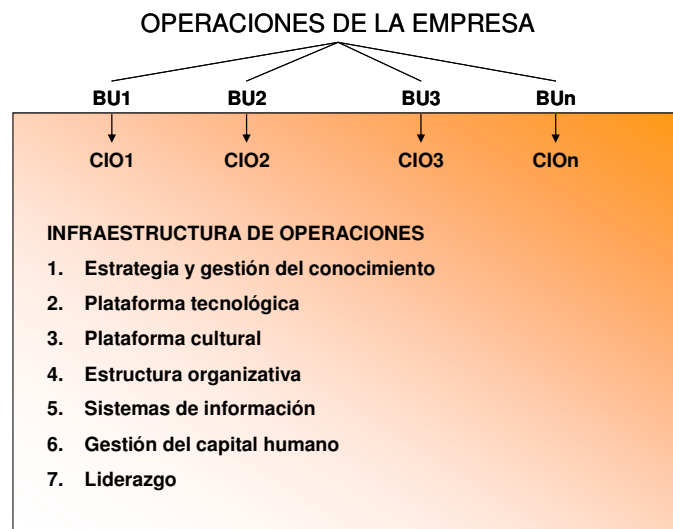 OPERACIONES DE LA EMPRESA
BU1 BU2 BU3 BUn
CIO1 CIO2 CIO3 CIOn
INFRAESTRUCTURA DE OPERACIONES
1. Estrategia y gestión del conocimiento
2. Plataforma tecnológica
3. Plataforma cultural
4. Estructura organizativa
5. Sistemas de información
6. Gestión del capital humano
7. Liderazgo